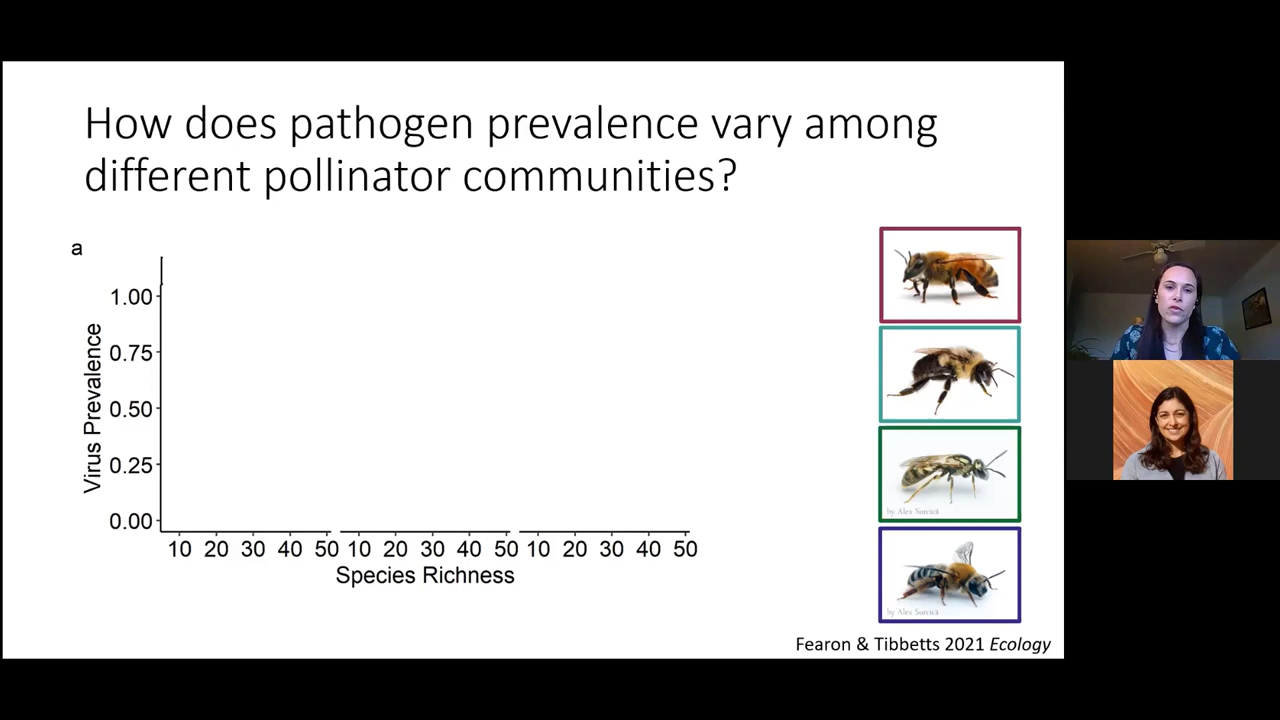 How does pathogen prevalence vary among
different pollinator communities?
a
Virus Prevalence
1.00
0.75
0.50
0.25
0.00
10 20 30 40 50 10 20 30 40 50 10 20 30 40 50
Species Richness
by Alex Surcică
by Alex Surcică
Fearon & Tibbetts 2021 Ecology